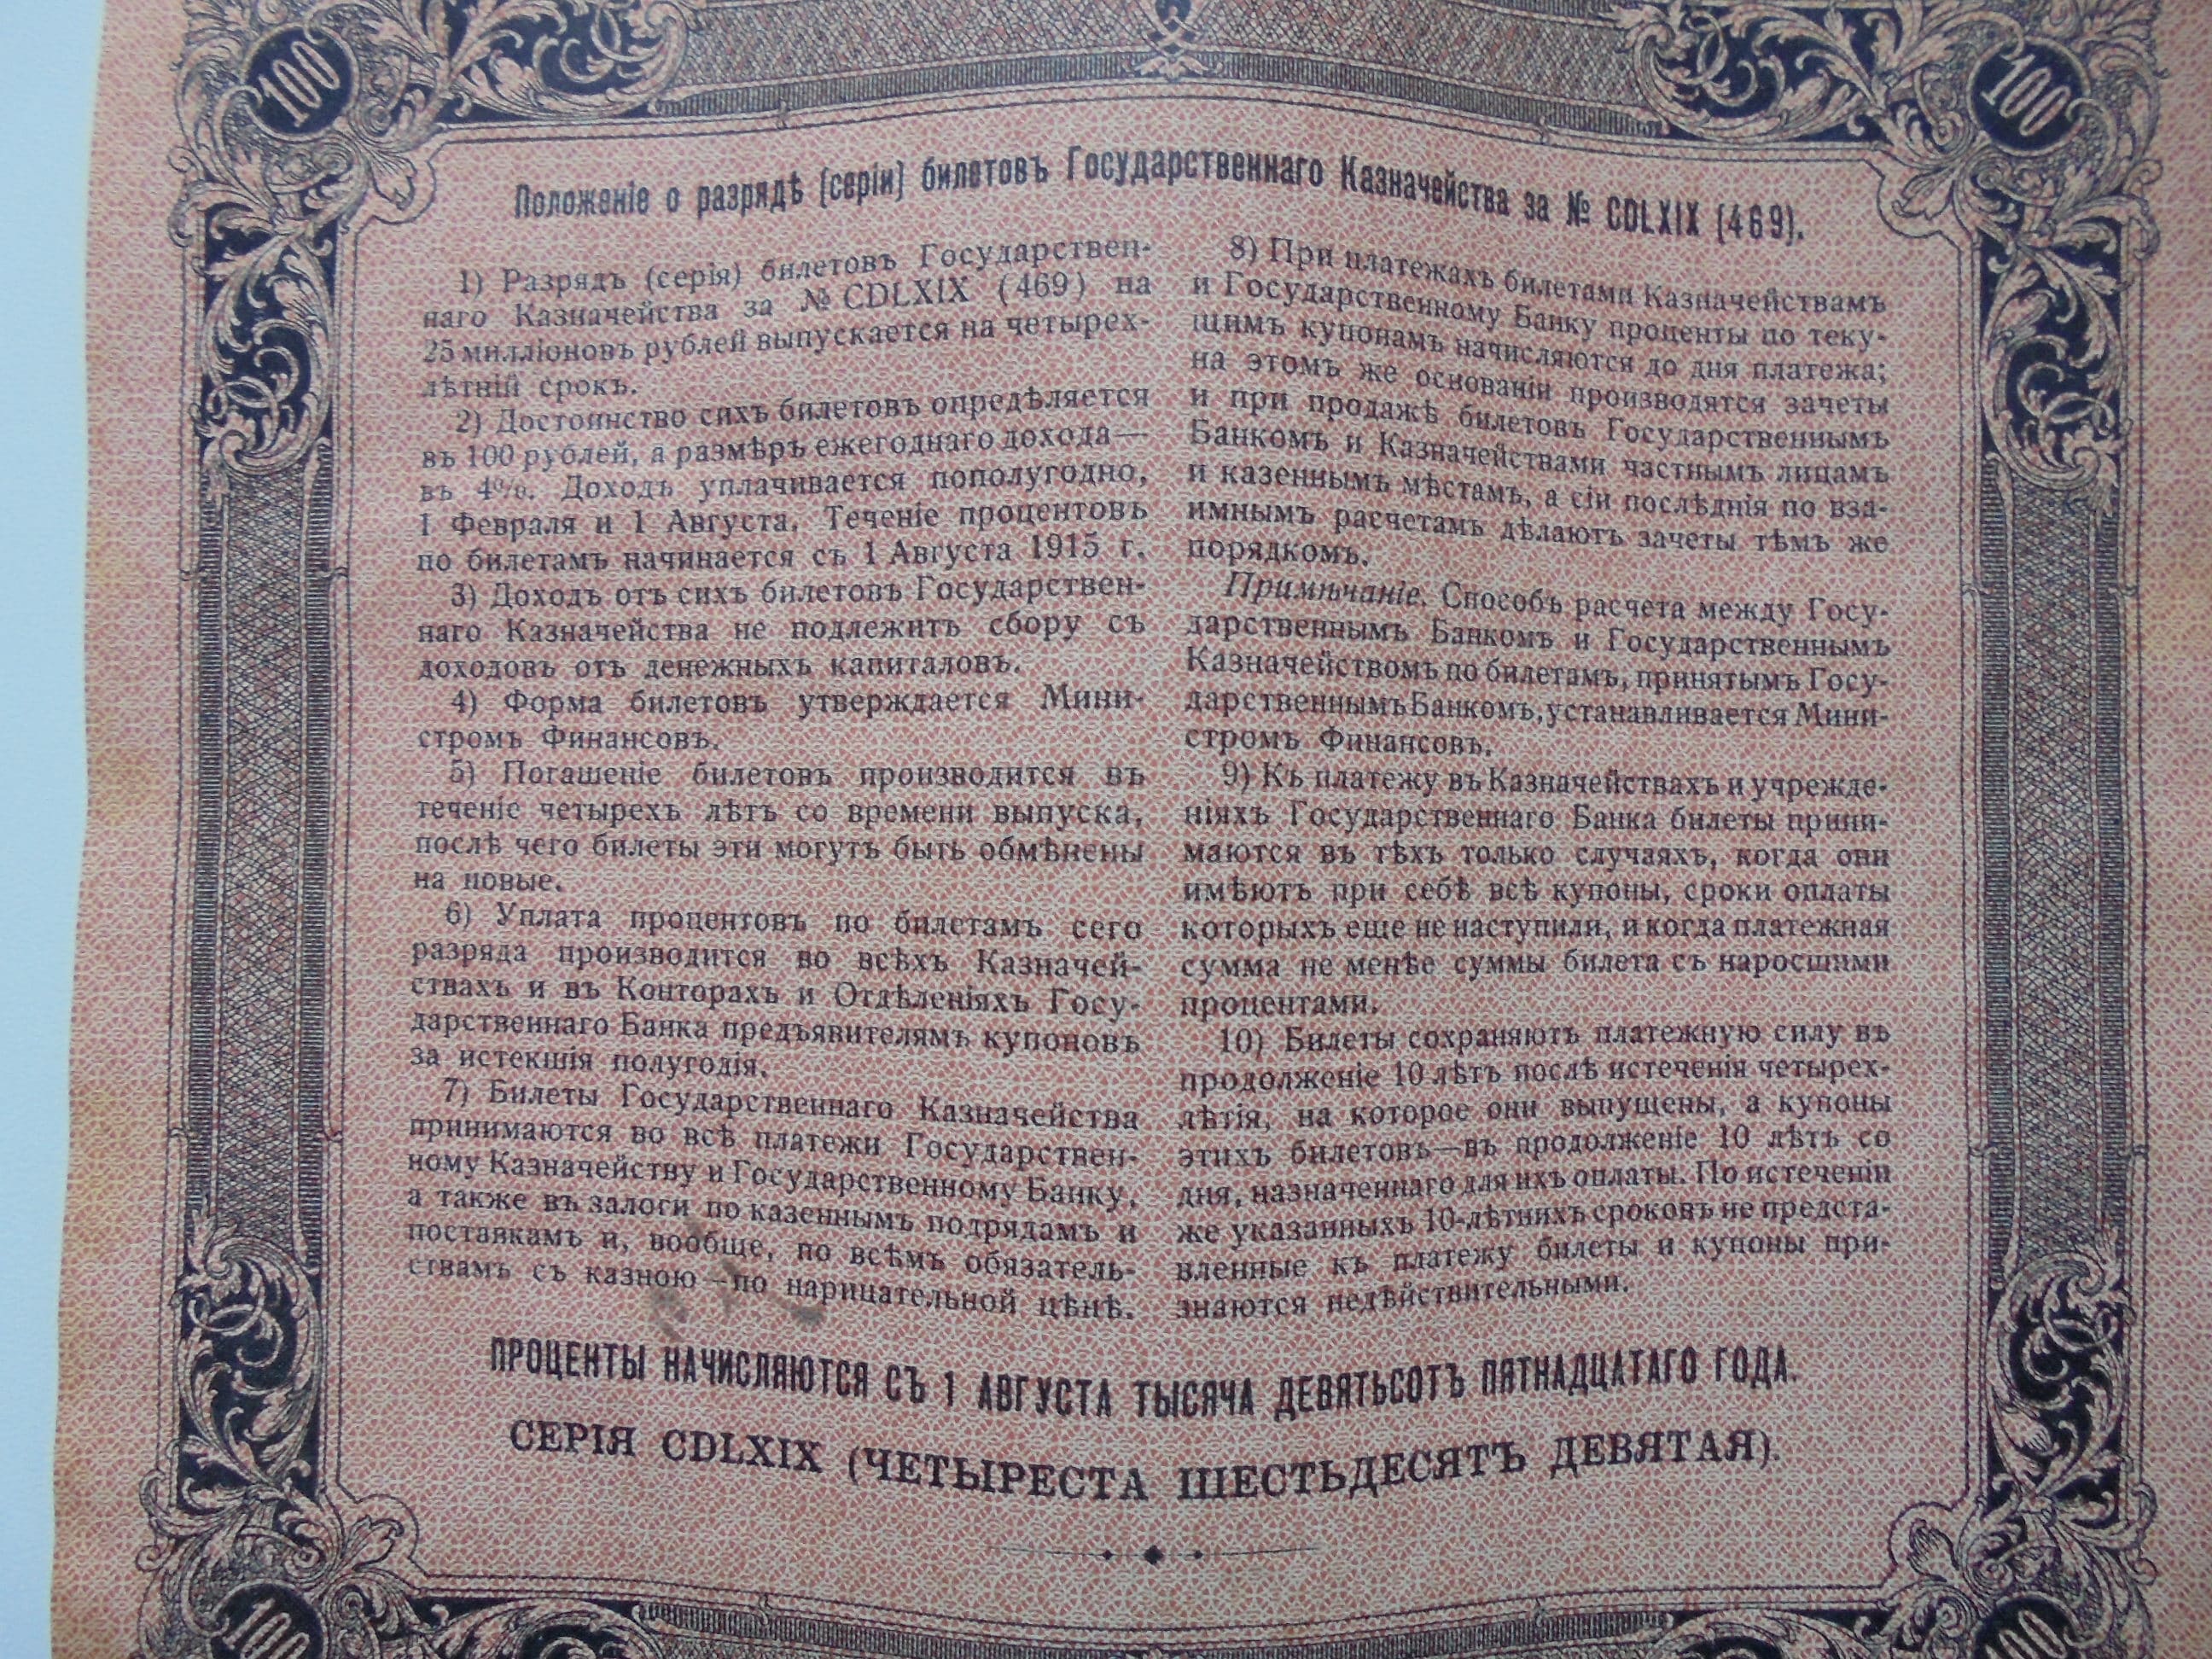 100
100
Положеніе о разрядѣ (серіи) билетовъ Государственнаго Казначейства за № CDLXIX (469).
1) Разрядъ (серія) билетовъ Государствен-
наго Казначейства за № CDLXIX (469) на
25 милліоновъ рублей выпускается на четырех-
лѣтній срокъ.
2) Достоинство сихъ билетовъ опредѣляется
въ 100 рублей, а размѣръ ежегоднаго дохода—
въ 4%. Доходъ уплачивается пополугодно,
1 Февраля и 1 Августа. Теченіе процентовъ
по билетамъ начинается съ 1 Августа 1915 г.
3) Доходъ отъ сихъ билетовъ Государствен-
наго Казначейства не подлежитъ сбору съ
доходовъ отъ денежныхъ капиталовъ.
4) Форма билетовъ утверждается Мини-
стромъ Финансовъ.
5) Погашеніе билетовъ производится въ
теченіе четырехъ лѣтъ со времени выпуска,
послѣ чего билеты эти могутъ быть обмѣнены
на новые.
6) Уплата процентовъ по билетамъ сего
разряда производится во всѣхъ Казначей-
ствахъ и въ Конторахъ и Отдѣленіяхъ Госу-
дарственнаго Банка предъявителямъ купоновъ
за истекшія полугодія.
7) Билеты Государственнаго Казначейства
принимаются во всѣ платежи Государствен-
ному Казначейству и Государственному Банку,
а также въ залоги по казеннымъ подрядамъ и
поставкамъ и, вообще, по всѣмъ обязатель-
ствамъ съ казною—по нарицательной цѣнѣ.
8) При платежахъ билетами Казначействамъ
и Государственному Банку проценты по теку-
щимъ купонамъ начисляются до дня платежа;
на этомъ же основаніи производятся зачеты
и при продажѣ билетовъ Государственнымъ
Банкомъ и Казначействами частнымъ лицамъ
и казеннымъ мѣстамъ, а сіи послѣднія по вза-
имнымъ расчетамъ дѣлаютъ зачеты тѣмъ же
порядкомъ.
Примѣчаніе. Способъ расчета между Госу-
дарственнымъ Банкомъ и Государственнымъ
Казначействомъ по билетамъ, принятымъ Госу-
дарственнымъ Банкомъ, устанавливается Мини-
стромъ Финансовъ.
9) Къ платежу въ Казначействахъ и учрежде-
ніяхъ Государственнаго Банка билеты прини-
маются въ тѣхъ только случаяхъ, когда они
имѣютъ при себѣ всѣ купоны, сроки оплаты
которыхъ еще не наступили, и когда платежная
сумма не менѣе суммы билета съ наросшими
процентами.
10) Билеты сохраняютъ платежную силу въ
продолженіе 10 лѣтъ послѣ истеченія четырех-
лѣтія, на которое они выпущены, а купоны
этихъ билетовъ—въ продолженіе 10 лѣтъ со
дня, назначеннаго для ихъ оплаты. По истеченіи
же указанныхъ 10-лѣтнихъ сроковъ не предста-
вленные къ платежу билеты и купоны при-
знаются недѣйствительными.
ПРОЦЕНТЫ НАЧИСЛЯЮТСЯ СЪ 1 АВГУСТА ТЫСЯЧА ДЕВЯТЬСОТЪ ПЯТНАДЦАТАГО ГОДА.
СЕРІЯ CDLXIX (ЧЕТЫРЕСТА ШЕСТЬДЕСЯТЪ ДЕВЯТАЯ).
100
100